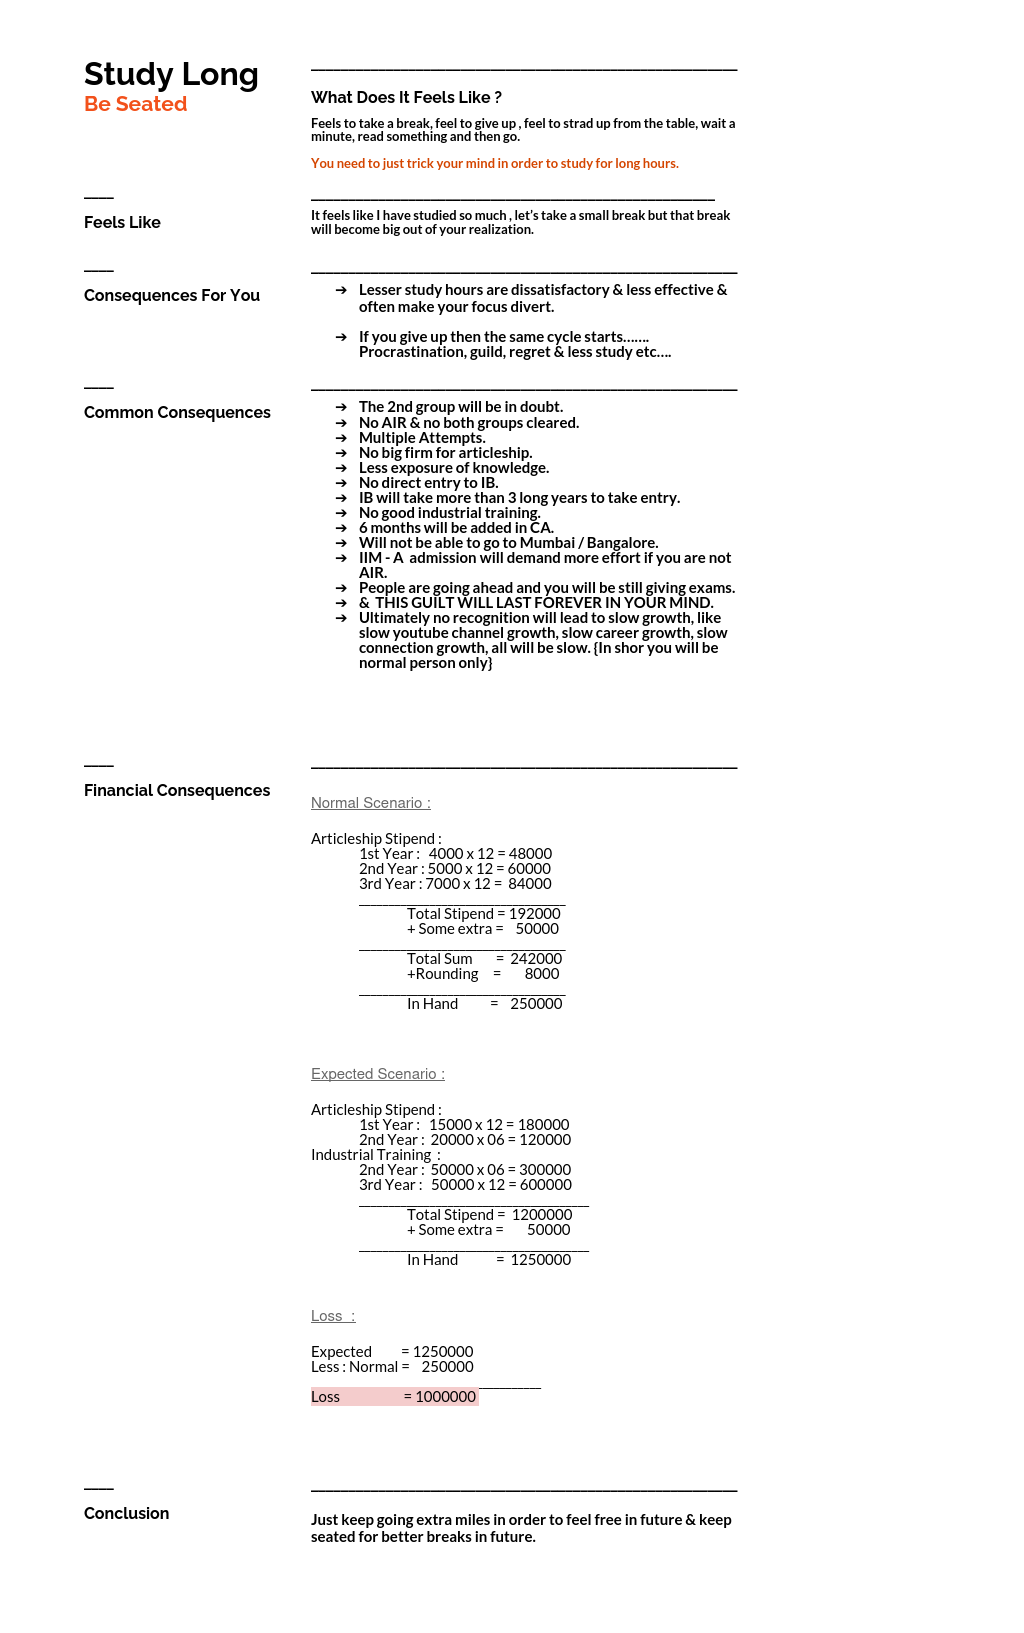 Study Long
Be Seated
What Does It Feels Like ?
Feels to take a break, feel to give up , feel to strad up from the table, wait a
minute, read something and then go.
You need to just trick your mind in order to study for long hours.
Feels Like
It feels like I have studied so much , let's take a small break but that break
will become big out of your realization.
Consequences For You
➔ Lesser study hours are dissatisfactory & less effective &
often make your focus divert.
➔ If you give up then the same cycle starts…….
Procrastination, guild, regret & less study etc….
Common Consequences
➔ The 2nd group will be in doubt.
➔ No AIR & no both groups cleared.
➔ Multiple Attempts.
➔ No big firm for articleship.
➔ Less exposure of knowledge.
➔ No direct entry to IB.
➔ IB will take more than 3 long years to take entry.
➔ No good industrial training.
➔ 6 months will be added in CA.
➔ Will not be able to go to Mumbai / Bangalore.
➔ IIM - A admission will demand more effort if you are not
AIR.
➔ People are going ahead and you will be still giving exams.
➔ & THIS GUILT WILL LAST FOREVER IN YOUR MIND.
➔ Ultimately no recognition will lead to slow growth, like
slow youtube channel growth, slow career growth, slow
connection growth, all will be slow. {In shor you will be
normal person only}
Financial Consequences
Normal Scenario :
Articleship Stipend :
1st Year : 4000 x 12 = 48000
2nd Year : 5000 x 12 = 60000
3rd Year : 7000 x 12 = 84000
Total Stipend = 192000
+ Some extra = 50000
Total Sum = 242000
+Rounding = 8000
In Hand = 250000
Expected Scenario :
Articleship Stipend :
1st Year : 15000 x 12 = 180000
2nd Year : 20000 x 06 = 120000
Industrial Training :
2nd Year : 50000 x 06 = 300000
3rd Year : 50000 x 12 = 600000
Total Stipend = 1200000
+ Some extra = 50000
In Hand = 1250000
Loss :
Expected = 1250000
Less : Normal = 250000
Loss = 1000000
Conclusion
Just keep going extra miles in order to feel free in future & keep
seated for better breaks in future.